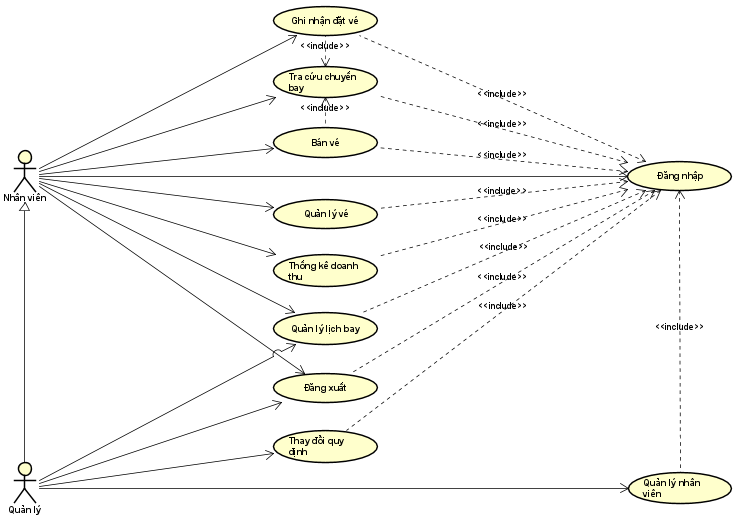 Ghi nhận đặt vé
<<include>>
Tra cứu chuyến
bay
<<include>>
<<include>>
<<include>>
Bán vé
<<include>>
Đăng nhập
Nhân viên
<<include>>
Quản lý vé
<<include>>
<<include>>
Thống kê doanh
thu
<<include>>
<<include>>
Quản lý lịch bay
<<include>>
Đăng xuất
Thay đổi quy
định
Quản lý nhân
viên
Quản lý